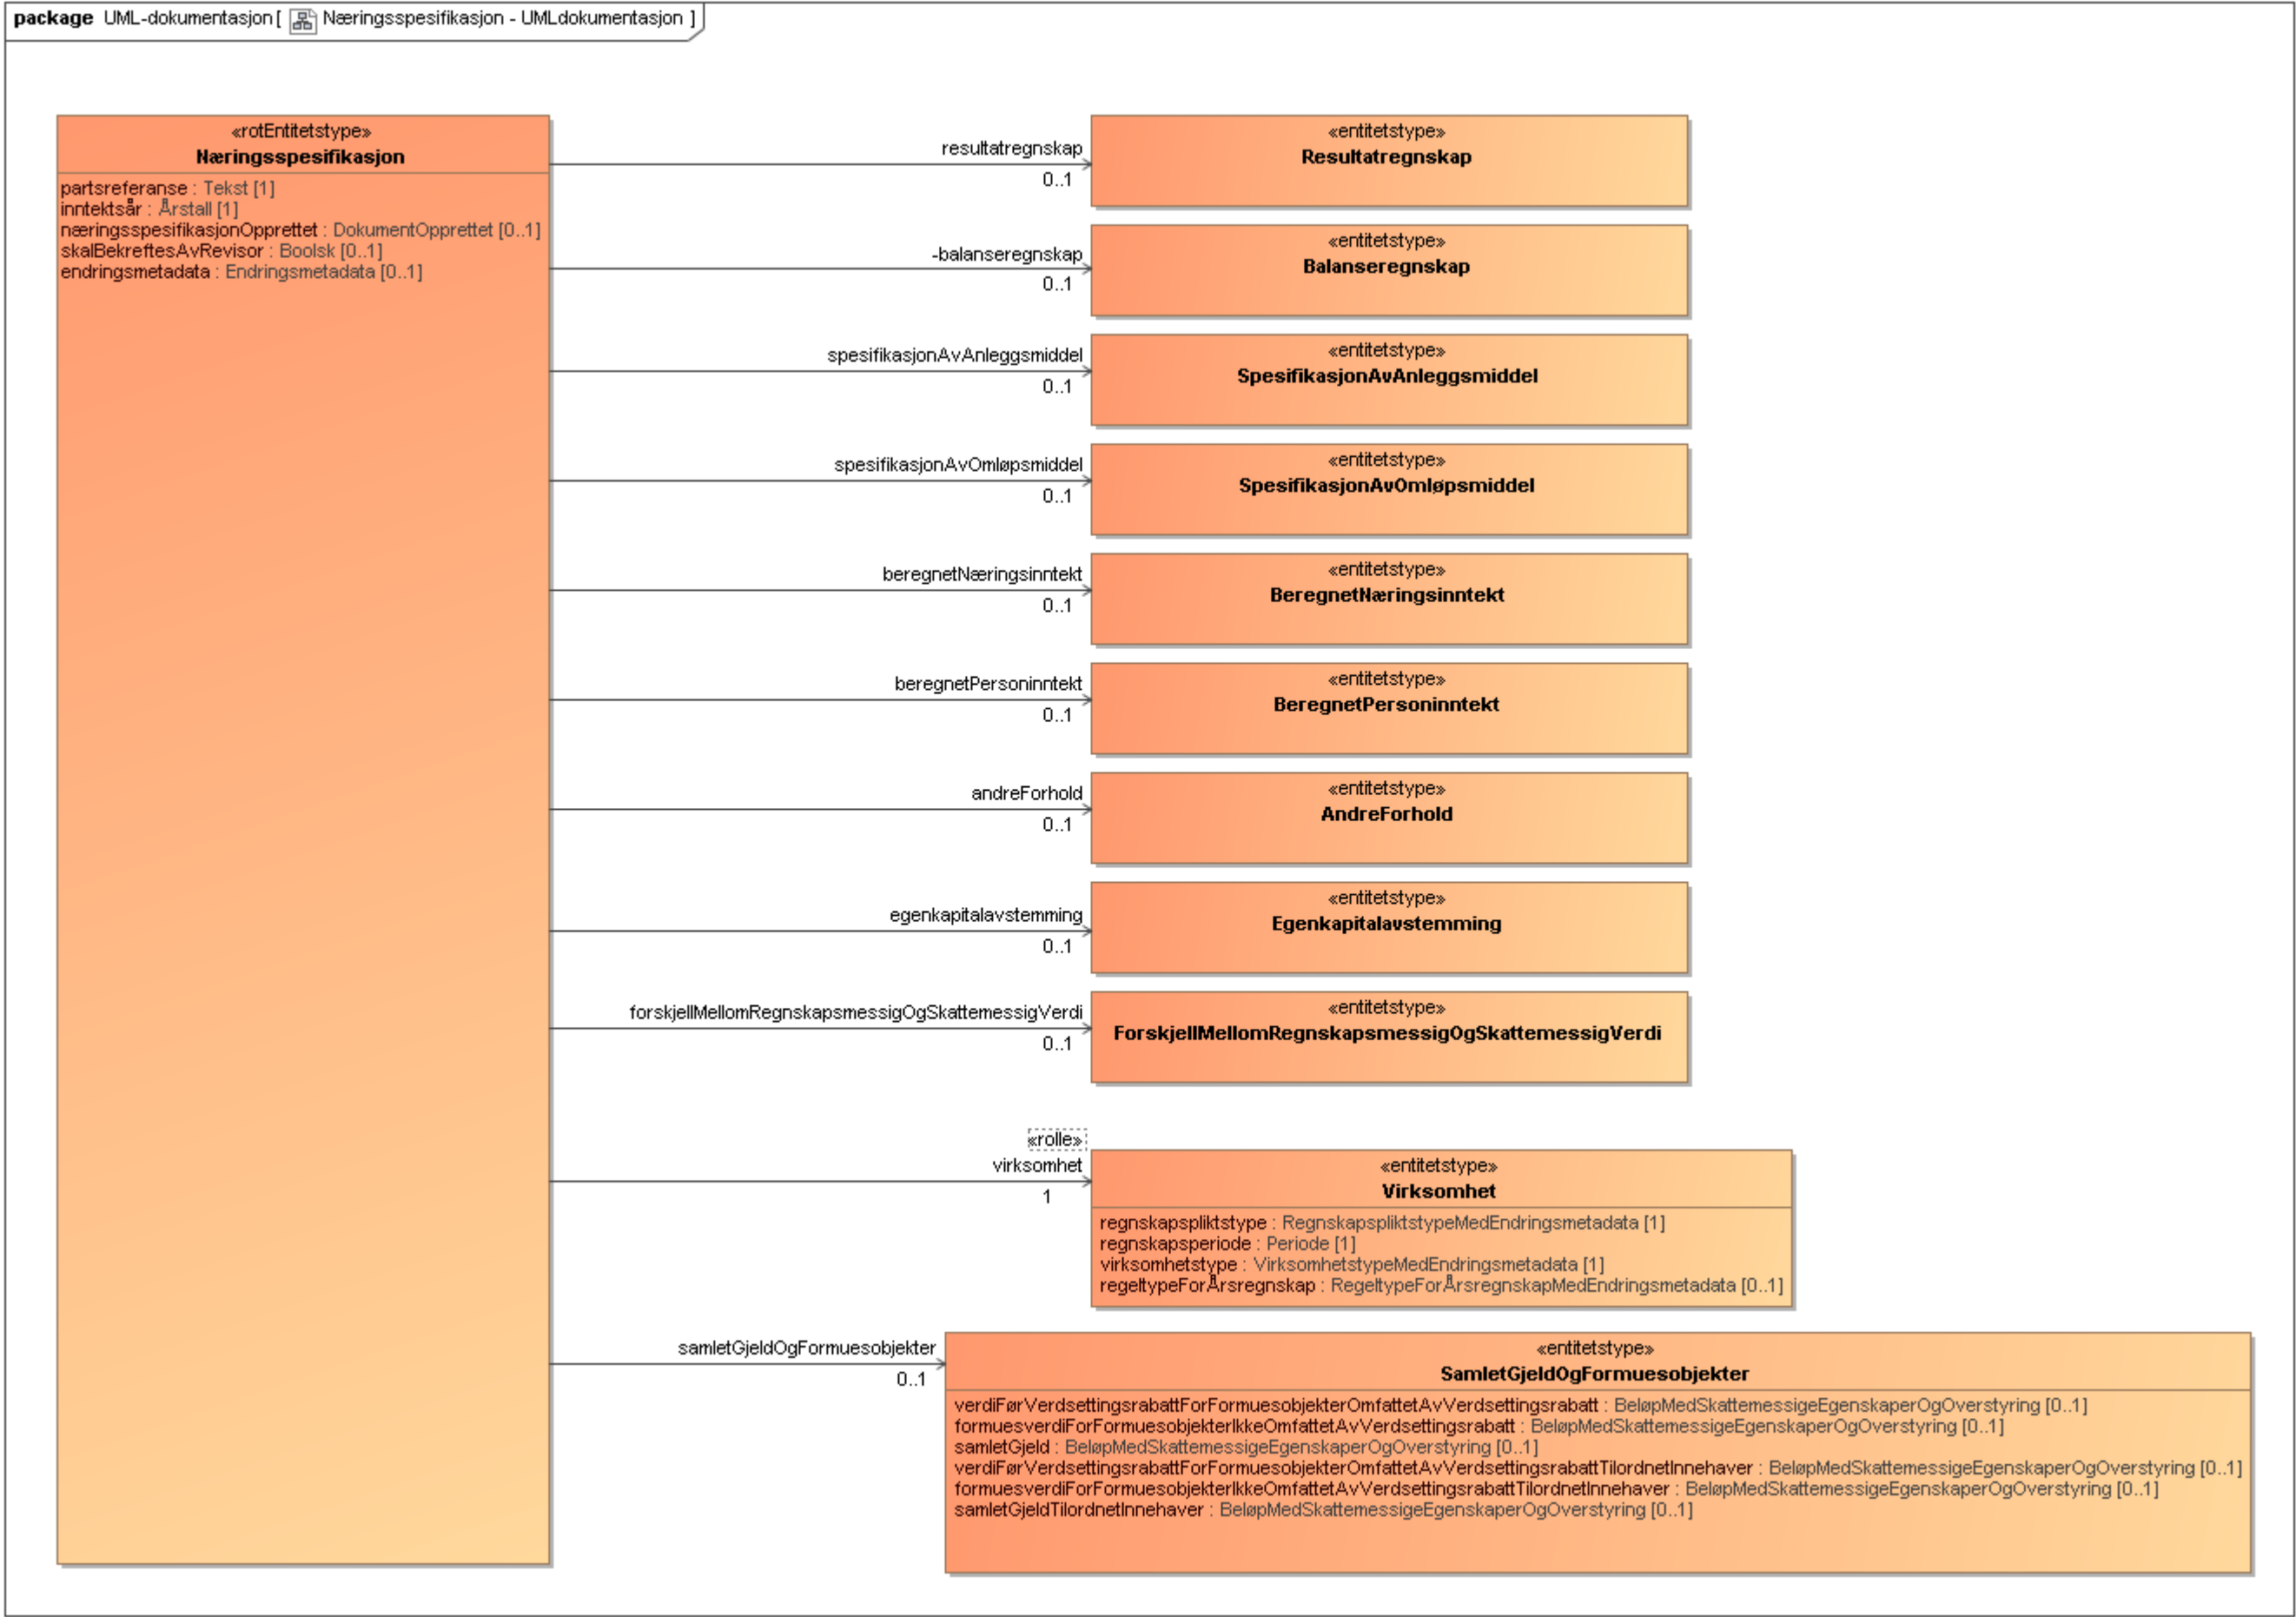 package UML-dokumentasjon [ Næringsspesifikasjon - UMLdokumentasjon ]
«rotEntitetstype»
Næringsspesifikasjon
partsreferanse : Tekst [1]
inntektsår : Årstall [1]
næringsspesifikasjonOpprettet : DokumentOpprettet [0..1]
skalBekreftesAvRevisor : Boolsk [0..1]
endringsmetadata : Endringsmetadata [0..1]
resultatregnskap
0..1
«entitetstype»
Resultatregnskap
-balanseregnskap
0..1
«entitetstype»
Balanseregnskap
spesifikasjonAvAnleggsmiddel
0..1
«entitetstype»
SpesifikasjonAvAnleggsmiddel
spesifikasjonAvOmløpsmiddel
0..1
«entitetstype»
SpesifikasjonAvOmløpsmiddel
beregnetNæringsinntekt
0..1
«entitetstype»
BeregnetNæringsinntekt
beregnetPersoninntekt
0..1
«entitetstype»
BeregnetPersoninntekt
andreForhold
0..1
«entitetstype»
AndreForhold
egenkapitalavstemming
0..1
«entitetstype»
Egenkapitalavstemming
forskjellMellomRegnskapsmessigOgSkattemessigVerdi
0..1
«entitetstype»
ForskjellMellomRegnskapsmessigOgSkattemessigVerdi
«rolle»
virksomhet
1
«entitetstype»
Virksomhet
regnskapspliktstype : RegnskapspliktstypeMedEndringsmetadata [1]
regnskapsperiode : Periode [1]
virksomhetstype : VirksomhetstypeMedEndringsmetadata [1]
regeltypeForÅrsregnskap : RegeltypeForÅrsregnskapMedEndringsmetadata [0..1]
samletGjeldOgFormuesobjekter
0..1
«entitetstype»
SamletGjeldOgFormuesobjekter
verdiFørVerdsettingsrabattForFormuesobjekterOmfattetAvVerdsettingsrabatt : BeløpMedSkattemessigeEgenskaperOgOverstyring [0..1]
formuesverdiForFormuesobjekterIkkeOmfattetAvVerdsettingsrabatt : BeløpMedSkattemessigeEgenskaperOgOverstyring [0..1]
samletGjeld : BeløpMedSkattemessigeEgenskaperOgOverstyring [0..1]
verdiFørVerdsettingsrabattForFormuesobjekterOmfattetAvVerdsettingsrabattTilordnetInnehaver : BeløpMedSkattemessigeEgenskaperOgOverstyring [0..1]
formuesverdiForFormuesobjekterIkkeOmfattetAvVerdsettingsrabattTilordnetInnehaver : BeløpMedSkattemessigeEgenskaperOgOverstyring [0..1]
samletGjeldTilordnetInnehaver : BeløpMedSkattemessigeEgenskaperOgOverstyring [0..1]